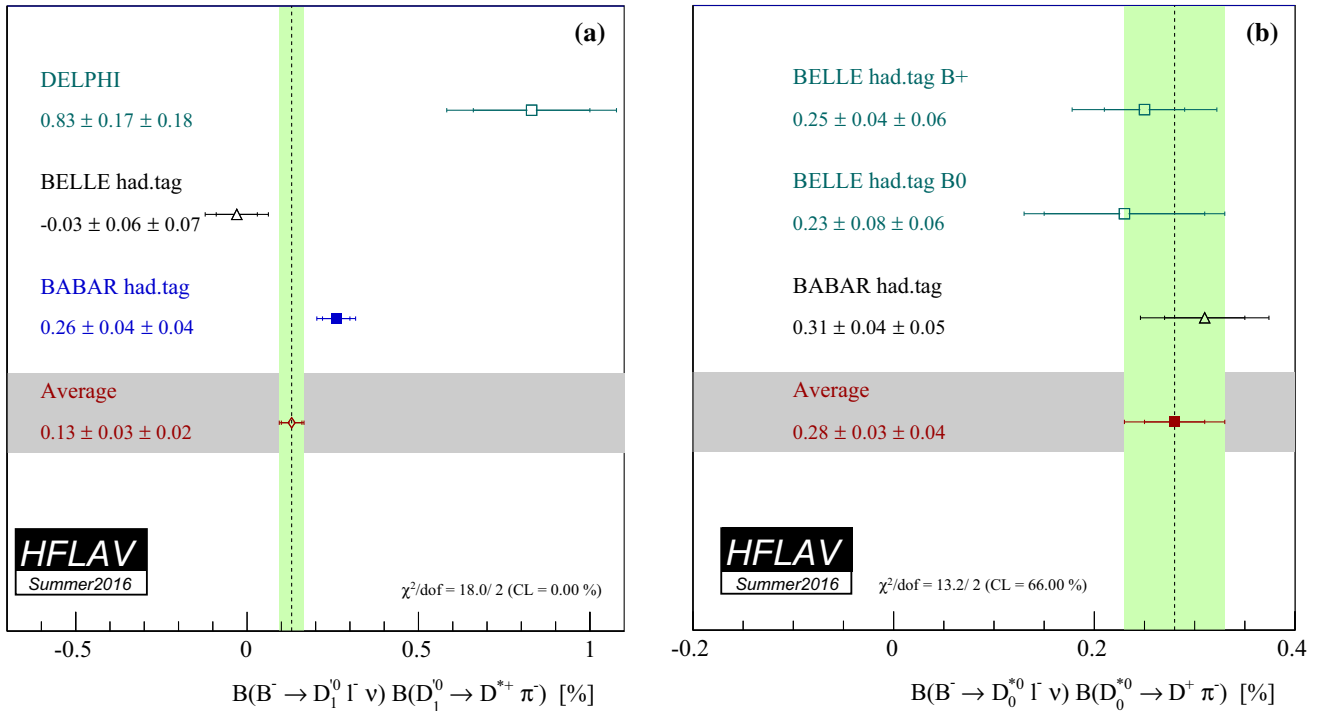 (a)
DELPHI
0.83 ± 0.17 ± 0.18
BELLE had.tag
-0.03 ± 0.06 ± 0.07
BABAR had.tag
0.26 ± 0.04 ± 0.04
Average
0.13 ± 0.03 ± 0.02
HFLAV
Summer2016
χ²/dof = 18.0/ 2 (CL = 0.00 %)
-0.5 0 0.5 1
B(B⁻ → D₁'⁰ l⁻ ν) B(D₁'⁰ → D*⁺ π⁻) [%]
(b)
BELLE had.tag B+
0.25 ± 0.04 ± 0.06
BELLE had.tag B0
0.23 ± 0.08 ± 0.06
BABAR had.tag
0.31 ± 0.04 ± 0.05
Average
0.28 ± 0.03 ± 0.04
HFLAV
Summer2016
χ²/dof = 13.2/ 2 (CL = 66.00 %)
-0.2 0 0.2 0.4
B(B⁻ → D₀*⁰ l⁻ ν) B(D₀*⁰ → D⁺ π⁻) [%]